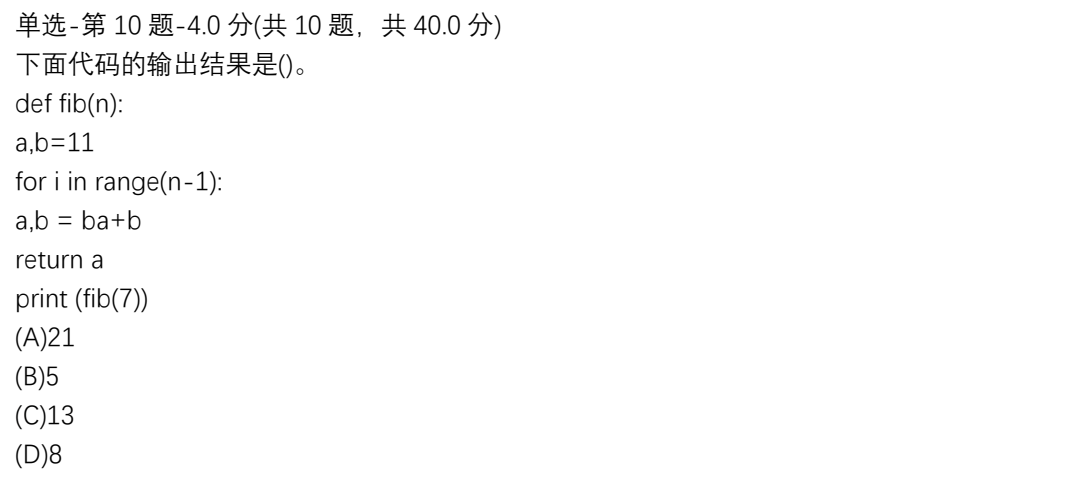 单选-第 10 题-4.0 分(共 10 题，共 40.0 分)
下面代码的输出结果是()。
def fib(n):
a,b=11
for i in range(n-1):
a,b = ba+b
return a
print (fib(7))
(A)21
(B)5
(C)13
(D)8